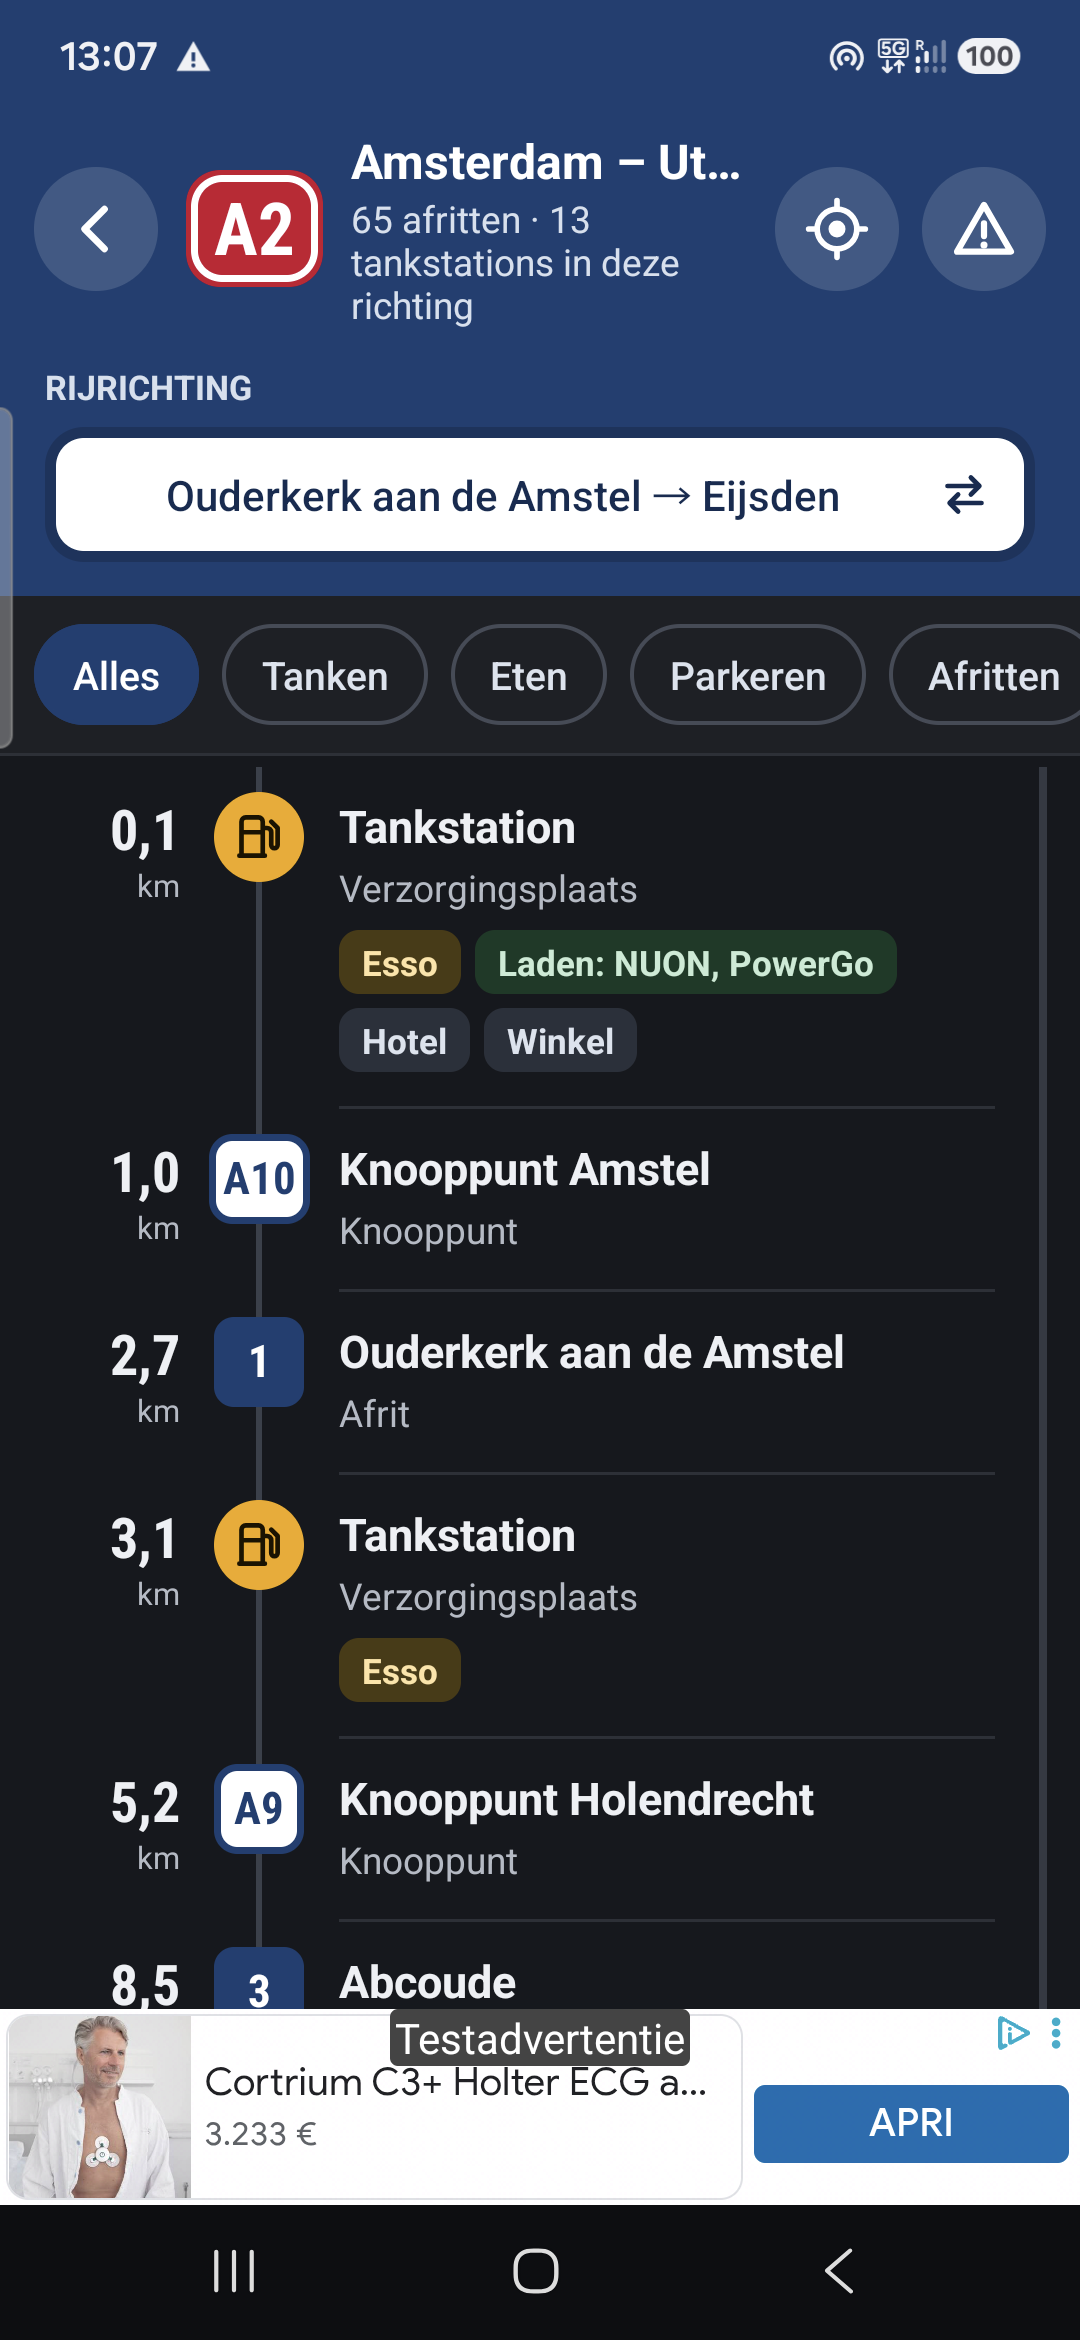 13:07
5G R 100
A2
Amsterdam – Ut...
65 afritten · 13
tankstations in deze
richting
RIJRICHTING
Ouderkerk aan de Amstel → Eijsden
Alles
Tanken
Eten
Parkeren
Afritten
0,1
km
Tankstation
Verzorgingsplaats
Esso
Laden: NUON, PowerGo
Hotel
Winkel
1,0
km
A10
Knooppunt Amstel
Knooppunt
2,7
km
1
Ouderkerk aan de Amstel
Afrit
3,1
km
Tankstation
Verzorgingsplaats
Esso
5,2
km
A9
Knooppunt Holendrecht
Knooppunt
8,5
3
Abcoude
Testadvertentie
Cortrium C3+ Holter ECG a...
3.233 €
APRI